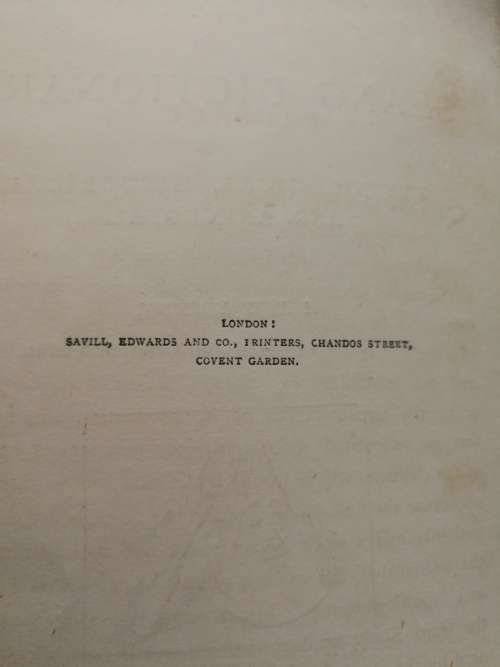 LONDON:
SAVILL, EDWARDS AND CO., PRINTERS, CHANDOS STREET,
COVENT GARDEN.